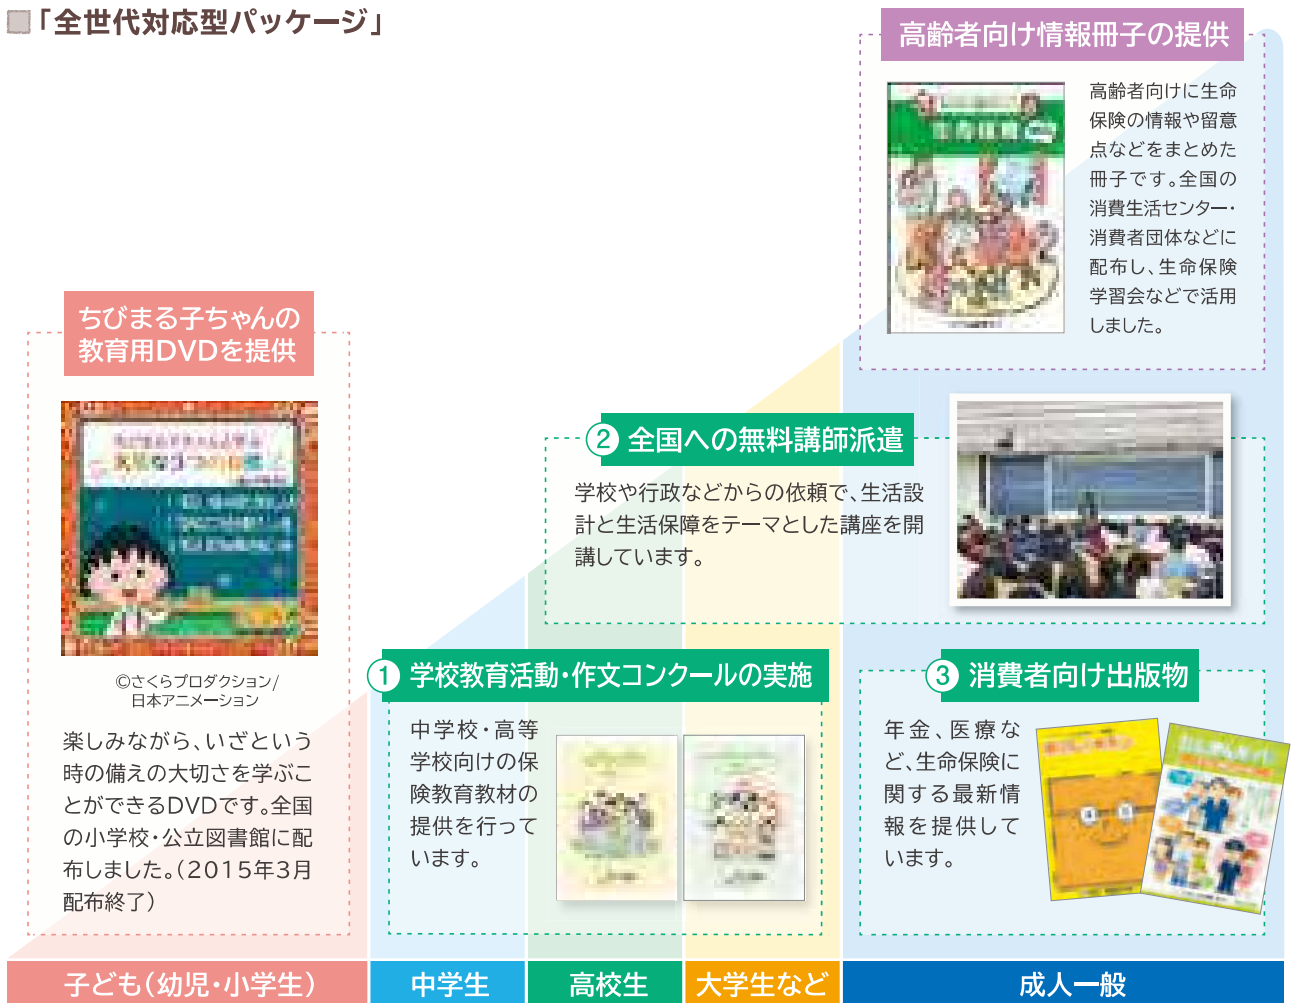 「全世代対応型パッケージ」
高齢者向け情報冊子の提供
高齢者向けに生命
保険の情報や留意
点などをまとめた
冊子です。全国の
消費生活センター・
消費者団体などに
配布し、生命保険
学習会などで活用
しました。
ちびまる子ちゃんの
教育用DVDを提供
©さくらプロダクション/
日本アニメーション
楽しみながら、いざという
時の備えの大切さを学ぶこ
とができるDVDです。全国
の小学校・公立図書館に配
布しました。（2015年3月
配布終了）
② 全国への無料講師派遣
学校や行政などからの依頼で、生活設
計と生活保障をテーマとした講座を開
講しています。
① 学校教育活動・作文コンクールの実施
中学校・高等
学校向けの保
険教育教材の
提供を行って
います。
③ 消費者向け出版物
年金、医療な
ど、生命保険に
関する最新情
報を提供して
います。
子ども（幼児・小学生）
中学生
高校生
大学生など
成人一般